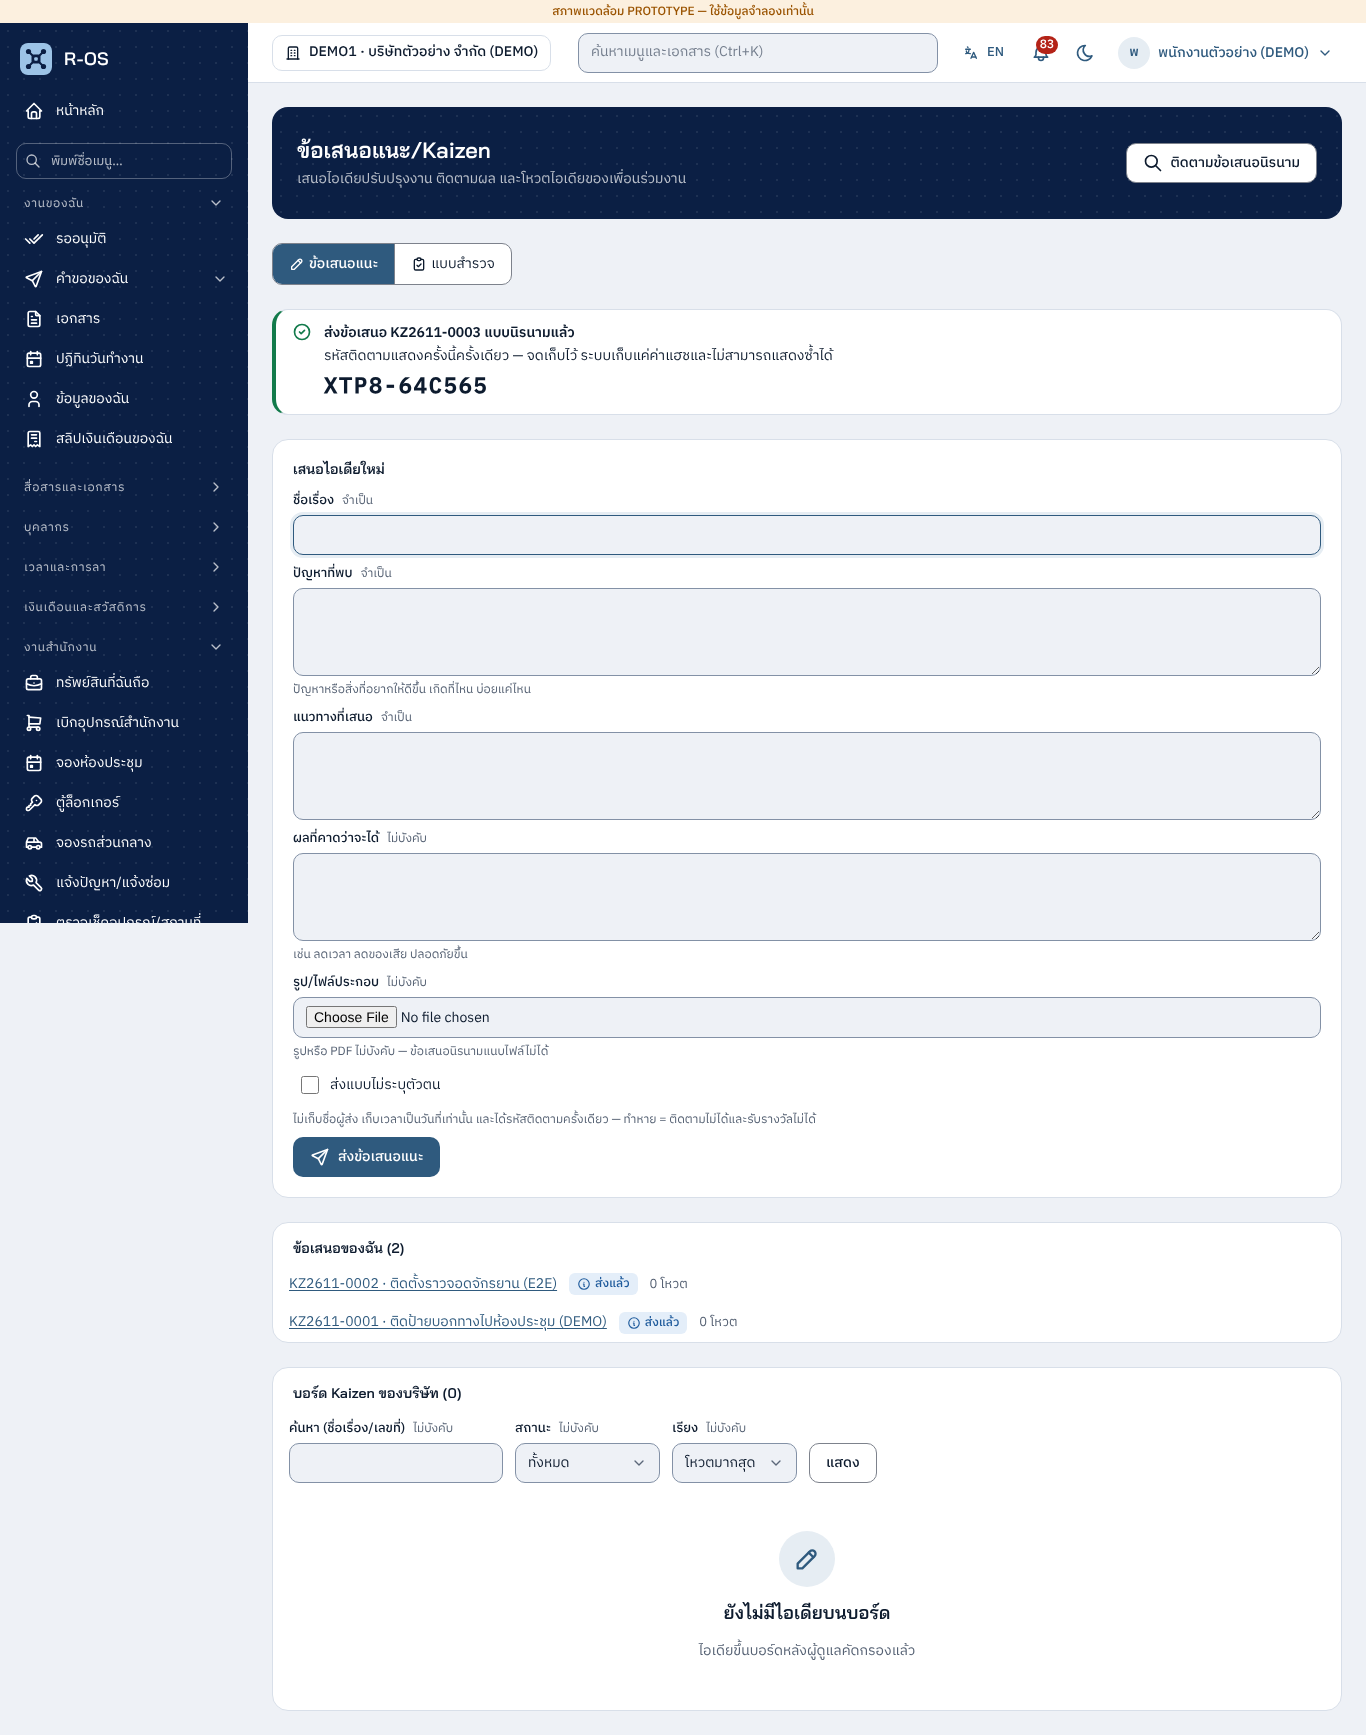 สภาพแวดล้อม PROTOTYPE — ใช้ข้อมูลจำลองเท่านั้น
R-OS
DEMO1 · บริษัทตัวอย่าง จำกัด (DEMO)
ค้นหาเมนูและเอกสาร (Ctrl+K)
EN
83
พ
พนักงานตัวอย่าง (DEMO)
หน้าหลัก
พิมพ์ชื่อเมนู...
งานของฉัน
รออนุมัติ
คำขอของฉัน
เอกสาร
ปฏิทินวันทำงาน
ข้อมูลของฉัน
สลิปเงินเดือนของฉัน
สื่อสารและเอกสาร
บุคลากร
เวลาและการลา
เงินเดือนและสวัสดิการ
งานสำนักงาน
ทรัพย์สินที่ฉันถือ
เบิกอุปกรณ์สำนักงาน
จองห้องประชุม
ตู้ล็อกเกอร์
จองรถส่วนกลาง
แจ้งปัญหา/แจ้งซ่อม
ตรวจเช็คอุปกรณ์/สถานที่
ข้อเสนอแนะ/Kaizen
เสนอไอเดียปรับปรุงงาน ติดตามผล และโหวตไอเดียของเพื่อนร่วมงาน
ติดตามข้อเสนอนิรนาม
ข้อเสนอแนะ
แบบสำรวจ
ส่งข้อเสนอ KZ2611-0003 แบบนิรนามแล้ว
รหัสติดตามแสดงครั้งนี้ครั้งเดียว — จดเก็บไว้ ระบบเก็บแค่ค่าแฮชและไม่สามารถแสดงซ้ำได้
XTP8-64C565
เสนอไอเดียใหม่
ชื่อเรื่อง จำเป็น
ปัญหาที่พบ จำเป็น
ปัญหาหรือสิ่งที่อยากให้ดีขึ้น เกิดที่ไหน บ่อยแค่ไหน
แนวทางที่เสนอ จำเป็น
ผลที่คาดว่าจะได้ ไม่บังคับ
เช่น ลดเวลา ลดของเสีย ปลอดภัยขึ้น
รูป/ไฟล์ประกอบ ไม่บังคับ
Choose File No file chosen
รูปหรือ PDF ไม่บังคับ — ข้อเสนอนิรนามแนบไฟล์ไม่ได้
ส่งแบบไม่ระบุตัวตน
ไม่เก็บชื่อผู้ส่ง เก็บเวลาเป็นวันที่เท่านั้น และได้รหัสติดตามครั้งเดียว — ทำหาย = ติดตามไม่ได้และรับรางวัลไม่ได้
ส่งข้อเสนอแนะ
ข้อเสนอของฉัน (2)
KZ2611-0002 · ติดตั้งราวจอดจักรยาน (E2E) ส่งแล้ว 0 โหวต
KZ2611-0001 · ติดป้ายบอกทางไปห้องประชุม (DEMO) ส่งแล้ว 0 โหวต
บอร์ด Kaizen ของบริษัท (0)
ค้นหา (ชื่อเรื่อง/เลขที่) ไม่บังคับ
สถานะ ไม่บังคับ
เรียง ไม่บังคับ
ทั้งหมด
โหวตมากสุด
แสดง
ยังไม่มีไอเดียบนบอร์ด
ไอเดียขึ้นบอร์ดหลังผู้ดูแลคัดกรองแล้ว